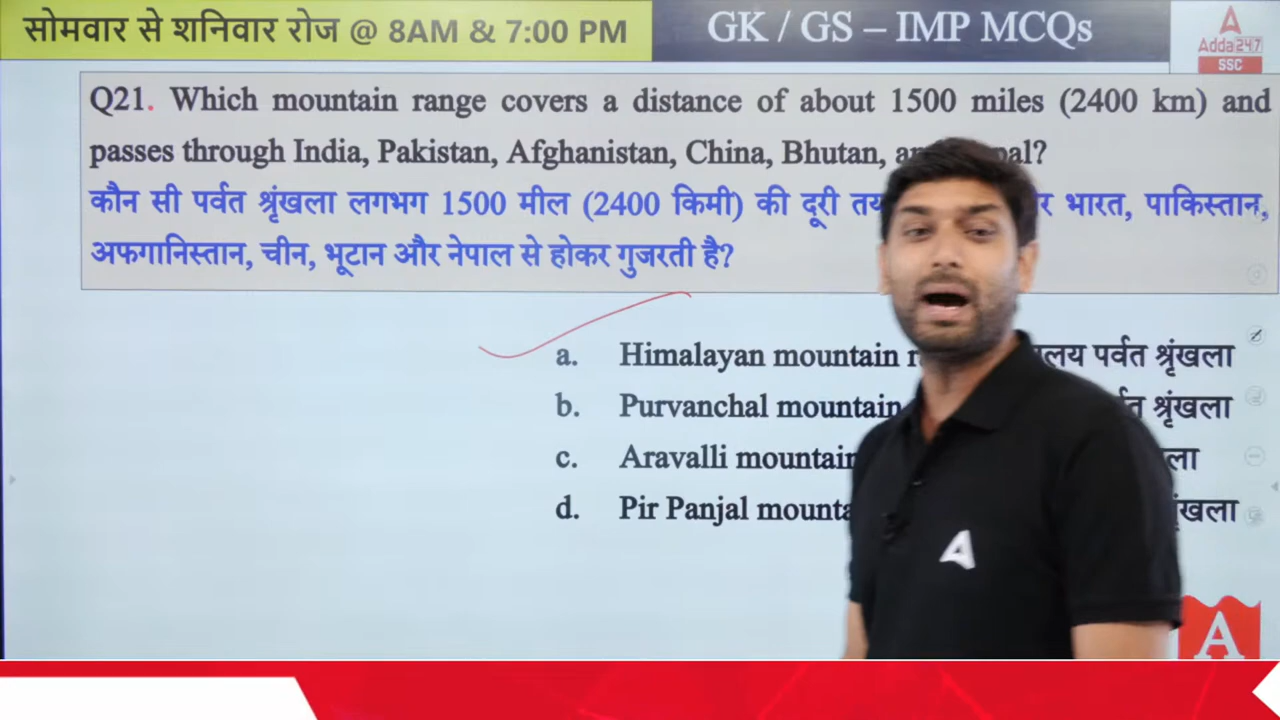 सोमवार से शनिवार रोज @ 8AM & 7:00 PM
GK / GS – IMP MCQs
Adda 247
SSC
Q21. Which mountain range covers a distance of about 1500 miles (2400 km) and
passes through India, Pakistan, Afghanistan, China, Bhutan,
कौन सी पर्वत श्रृंखला लगभग 1500 मील (2400 किमी) की दूरी भारत, पाकिस्तान,
अफगानिस्तान, चीन, भूटान और नेपाल से होकर गुजरती है?
a. Himalayan mountain पर्वत श्रृंखला
b. Purvanchal mountain श्रृंखला
c. Aravalli mountain
d. Pir Panjal
A